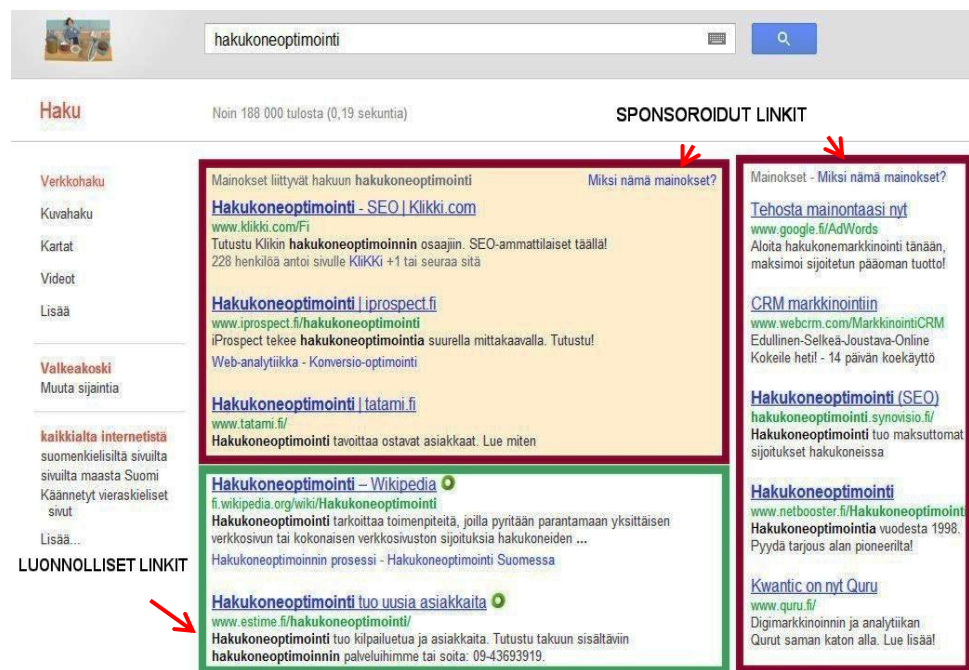 hakukoneoptimointi
Haku
Noin 188 000 tulosta (0,19 sekuntia)
SPONSOROIDUT LINKIT
Verkkohaku
Kuvahaku
Kartat
Videot
Lisää
Valkeakoski
Muuta sijaintia
kaikkialta internetistä
suomenkielisiltä sivuilta
sivuilta maasta Suomi
Käännetyt vieraskieliset
sivut
Lisää...
LUONNOLLISET LINKIT
Mainokset liittyvät hakuun hakukoneoptimointi
Miksi nämä mainokset?
Hakukoneoptimointi - SEO | Klikki.com
www.klikki.com/Fi
Tutustu Klikin hakukoneoptimoinnin osaajiin. SEO-ammattilaiset täällä!
228 henkilöä antoi sivulle KliKKi +1 tai seuraa sitä
Hakukoneoptimointi | iprospect.fi
www.iprospect.fi/hakukoneoptimointi
iProspect tekee hakukoneoptimointia suurella mittakaavalla. Tutustu!
Web-analytiikka - Konversio-optimointi
Hakukoneoptimointi | tatami.fi
www.tatami.fi/
Hakukoneoptimointi tavoittaa ostavat asiakkaat. Lue miten
Hakukoneoptimointi – Wikipedia
fi.wikipedia.org/wiki/Hakukoneoptimointi
Hakukoneoptimointi tarkoittaa toimenpiteitä, joilla pyritään parantamaan yksittäisen
verkkosivun tai kokonaisen verkkosivuston sijoituksia hakukoneiden ...
Hakukoneoptimoinnin prosessi - Hakukoneoptimointi Suomessa
Hakukoneoptimointi tuo uusia asiakkaita
www.estime.fi/hakukoneoptimointi/
Hakukoneoptimointi tuo kilpailuetua ja asiakkaita. Tutustu takuun sisältäviin
hakukoneoptimoinnin palveluihimme tai soita: 09-43693919.
Mainokset - Miksi nämä mainokset?
Tehosta mainontaasi nyt
www.google.fi/AdWords
Aloita hakukonemarkkinointi tänään,
maksimoi sijoitetun pääoman tuotto!
CRM markkinointiin
www.webcrm.com/MarkkinointiCRM
Edullinen-Selkeä-Joustava-Online
Kokeile heti! - 14 päivän koekäyttö
Hakukoneoptimointi (SEO)
hakukoneoptimointi.synovisio.fi/
Hakukoneoptimointi tuo maksuttomat
sijoitukset hakukoneissa
Hakukoneoptimointi
www.netbooster.fi/Hakukoneoptimointi
Hakukoneoptimointia vuodesta 1998.
Pyydä tarjous alan pioneerilta!
Kwantic on nyt Quru
www.quru.fi/
Digimarkkinoinnin ja analytiikan
Qurut saman katon alla. Lue lisää!